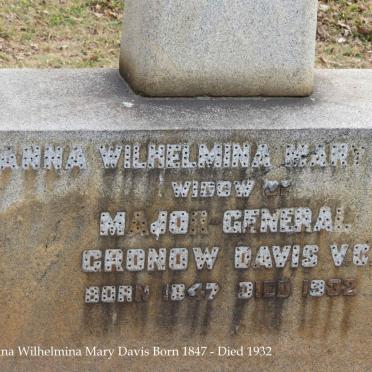 ANNA WILHELMINA MARY
WIDOW OF
MAJOR-GENERAL
GRONOW DAVIS V.C.
BORN 1847 DIED 1932
na Wilhelmina Mary Davis Born 1847 - Died 1932